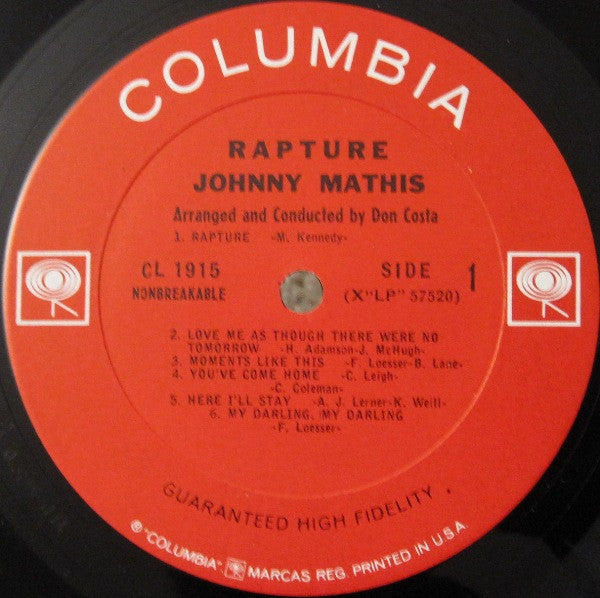 COLUMBIA
RAPTURE
JOHNNY MATHIS
Arranged and Conducted by Don Costa
1. RAPTURE -M. Kennedy-
CL 1915
NONBREAKABLE
SIDE 1
(X"LP" 57520)
2. LOVE ME AS THOUGH THERE WERE NO
TOMORROW -H. Adamson-J. McHugh-
3. MOMENTS LIKE THIS -F. Loesser-B. Lane-
4. YOU'VE COME HOME -C. Leigh-
-C. Coleman-
5. HERE I'LL STAY -A. J. Lerner-K. Weill-
6. MY DARLING, MY DARLING
-F. Loesser-
GUARANTEED HIGH FIDELITY
® "COLUMBIA", MARCAS REG. PRINTED IN U.S.A.